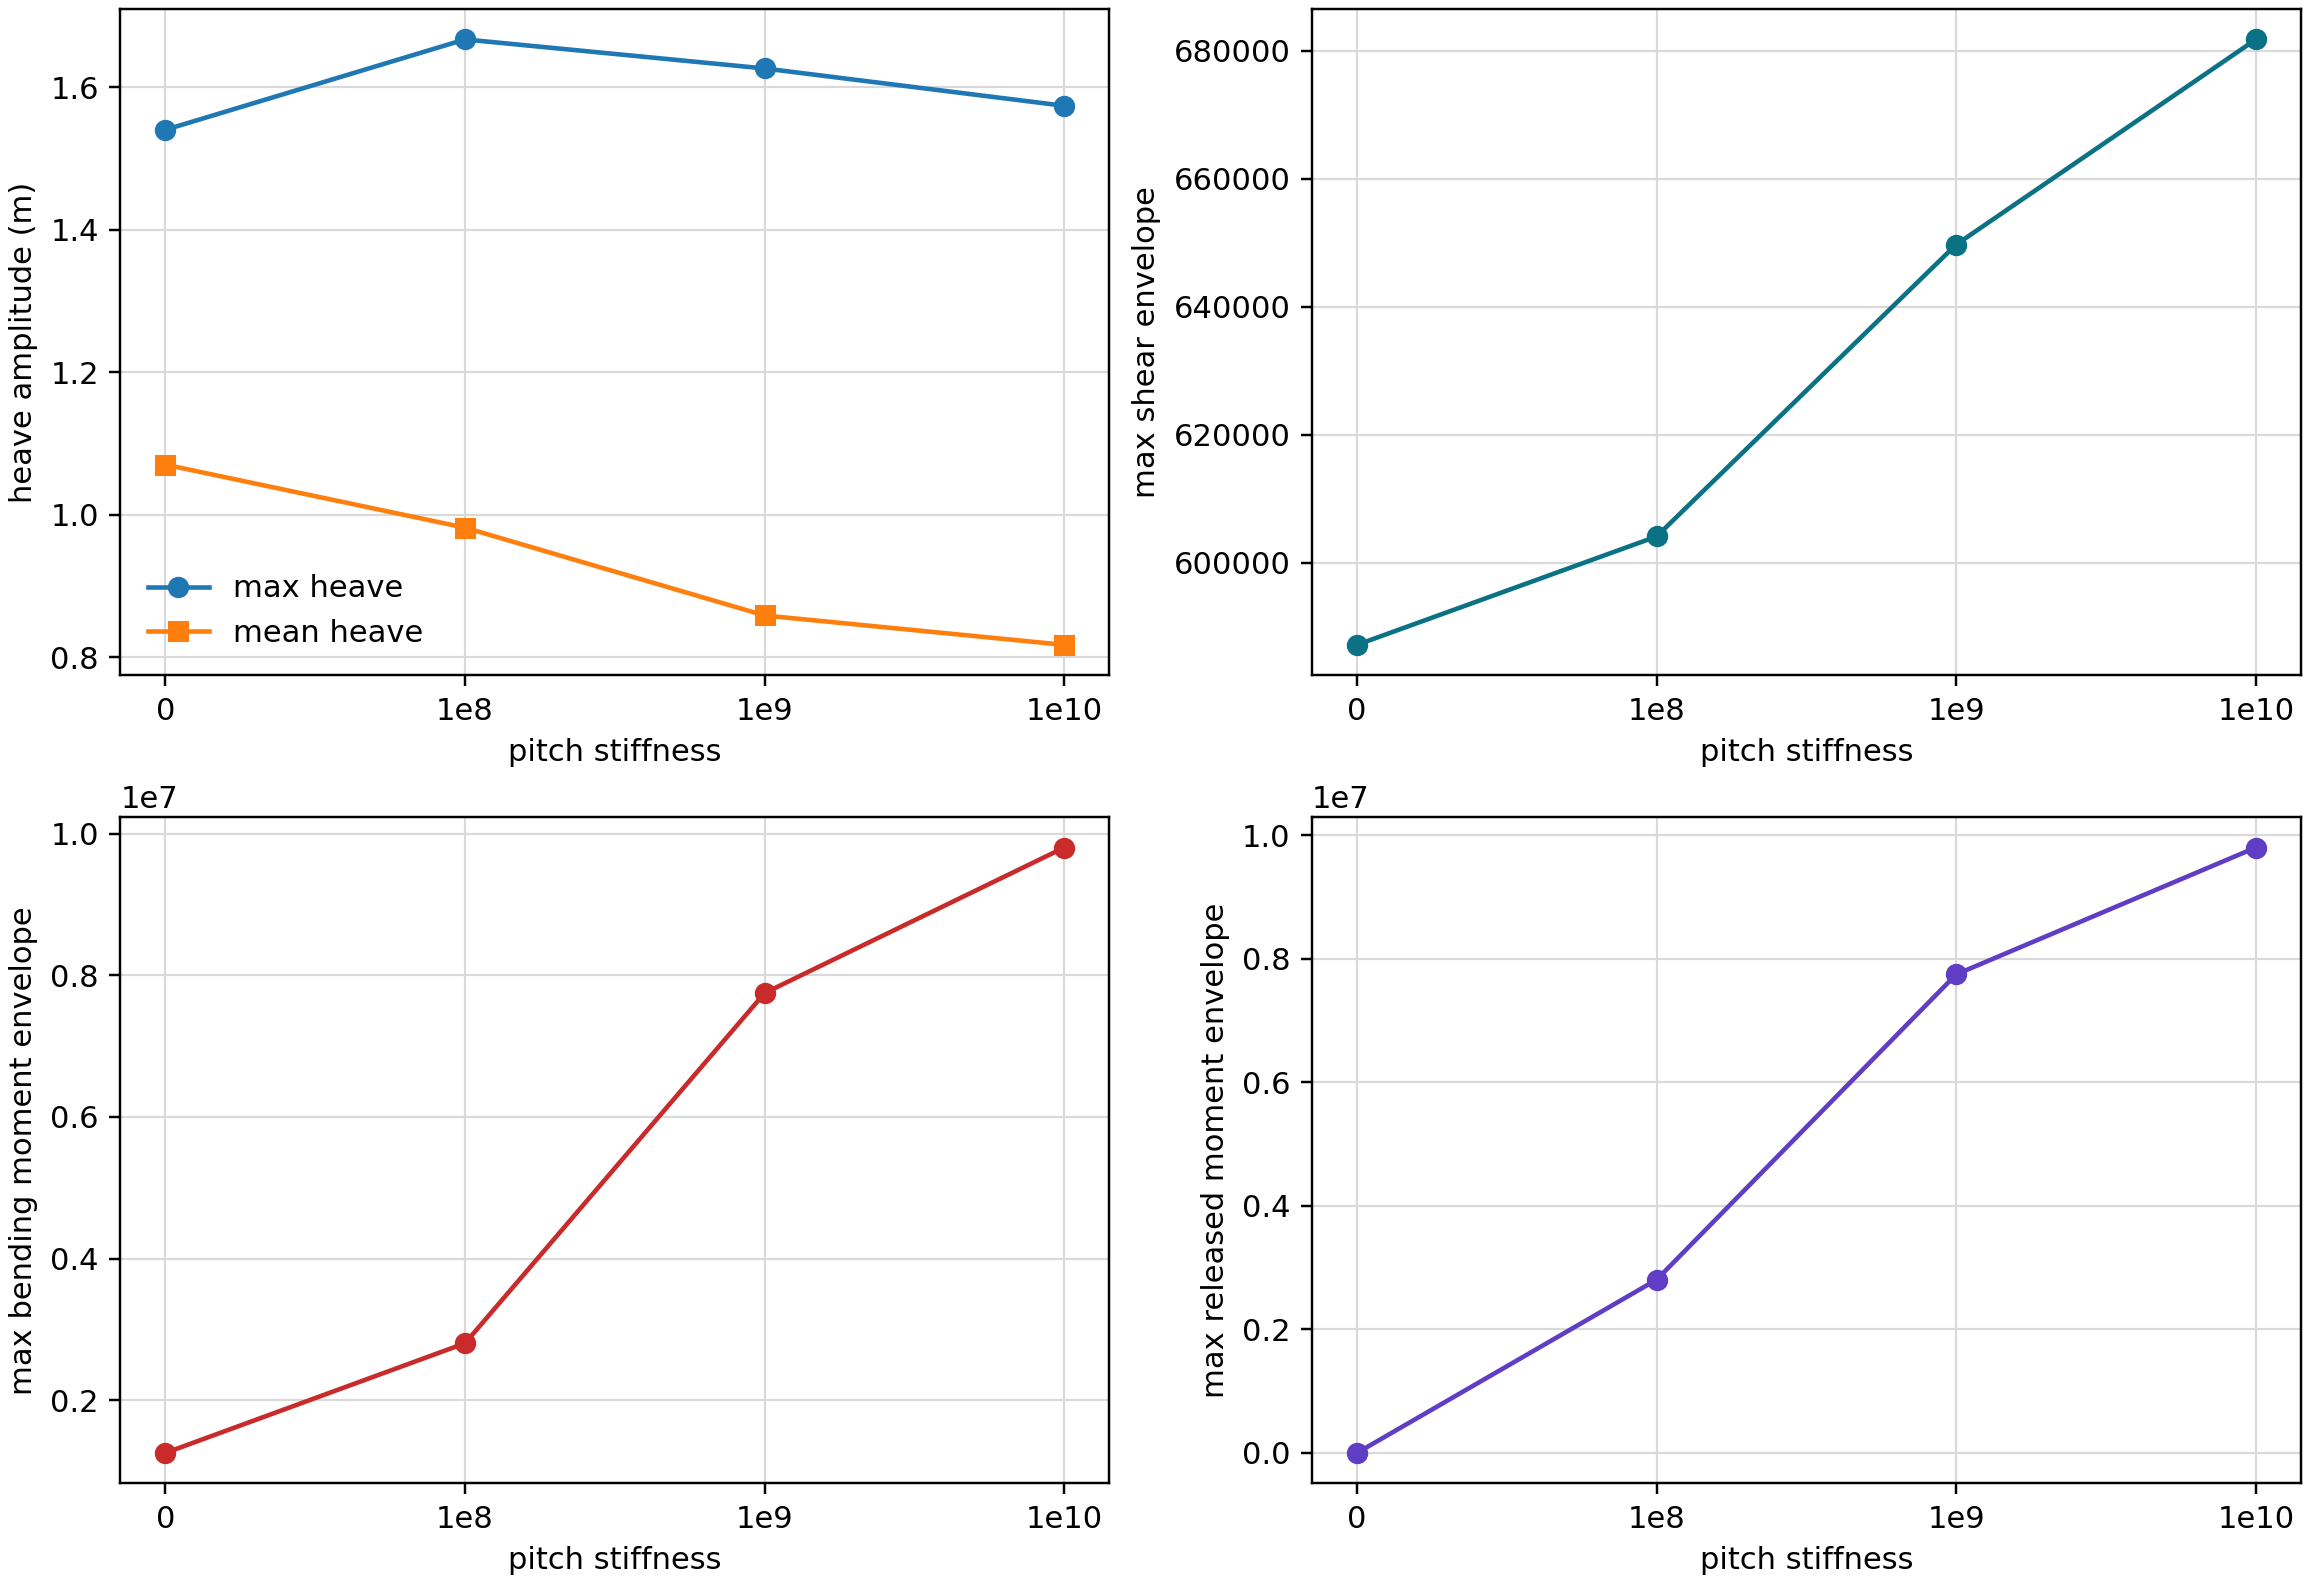 heave amplitude (m)
1.6
1.4
1.2
1.0
0.8
max heave
mean heave
0 1e8 1e9 1e10
pitch stiffness
max shear envelope
680000
660000
640000
620000
600000
0 1e8 1e9 1e10
pitch stiffness
1e7
max bending moment envelope
1.0
0.8
0.6
0.4
0.2
0 1e8 1e9 1e10
pitch stiffness
1e7
max released moment envelope
1.0
0.8
0.6
0.4
0.2
0.0
0 1e8 1e9 1e10
pitch stiffness